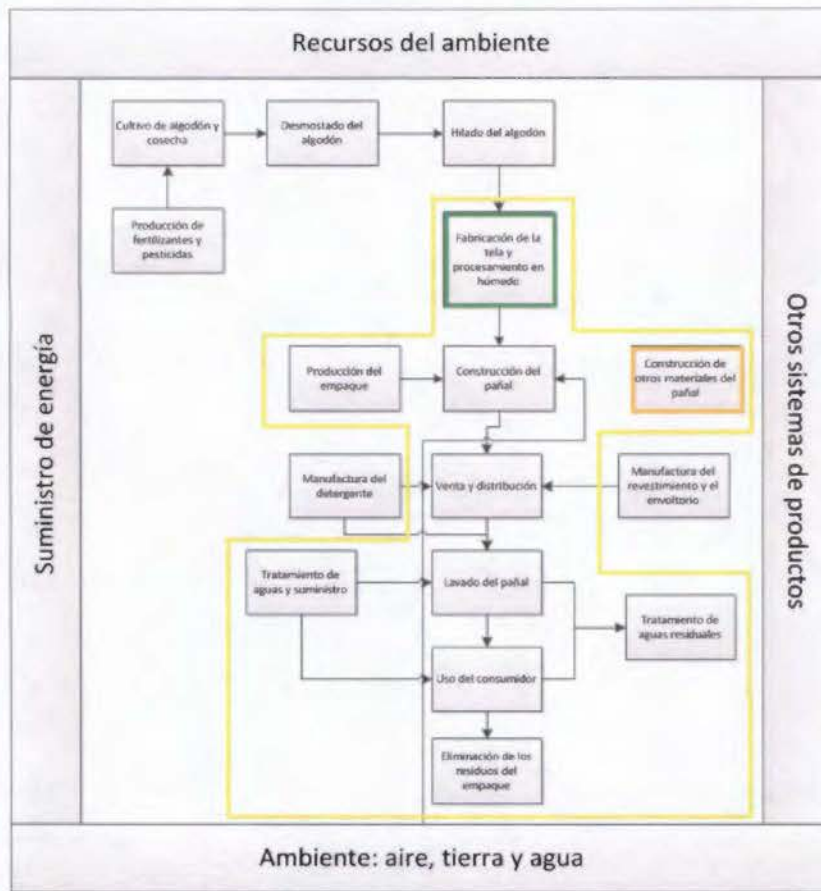 Recursos del ambiente
Suministro de energía
Otros sistemas de productos
Cultivo de algodón y
cosecha
Desmostado del
algodón
Hilado del algodón
Producción de
fertilizantes y
pesticidas
Fabricación de la
tela y
procesamiento en
húmedo
Producción del
empaque
Construcción del
pañal
Construcción de
otros materiales del
pañal
Manufactura del
detergente
Venta y distribución
Manufactura del
revestimiento y el
envoltorio
Tratamiento de
aguas y suministro
Lavado del pañal
Tratamiento de
aguas residuales
Uso del consumidor
Eliminación de los
residuos del
empaque
Ambiente: aire, tierra y agua